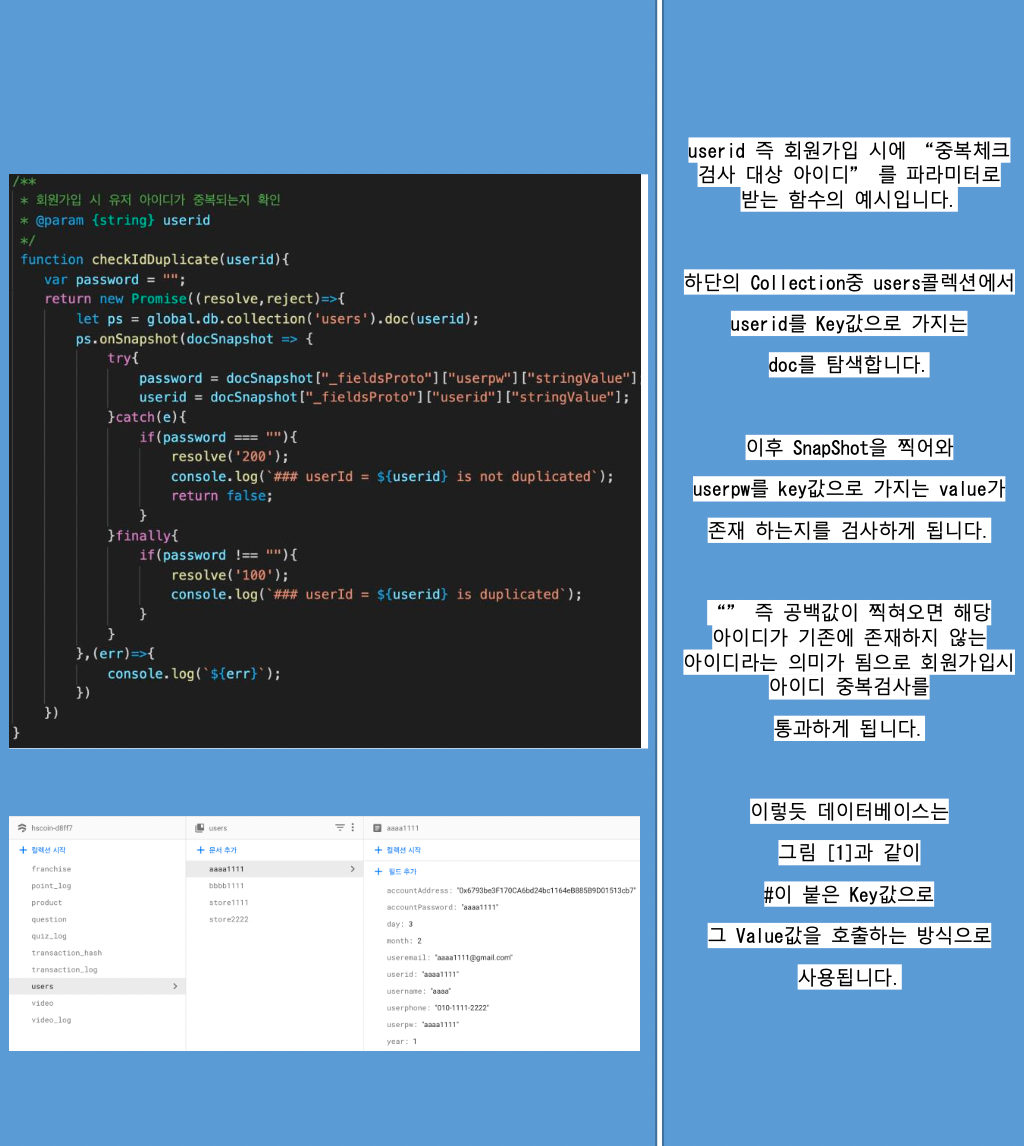 /**
* 회원가입 시 유저 아이디가 중복되는지 확인
* @param {string} userid
*/
function checkIdDuplicate(userid){
var password = "";
return new Promise((resolve,reject)=>{
let ps = global.db.collection('users').doc(userid);
ps.onSnapshot(docSnapshot => {
try{
password = docSnapshot["_fieldsProto"]["userpw"]["stringValue"]
userid = docSnapshot["_fieldsProto"]["userid"]["stringValue"];
}catch(e){
if(password === ""){
resolve('200');
console.log(`### userId = ${userid} is not duplicated`);
return false;
}
}finally{
if(password !== ""){
resolve('100');
console.log(`### userId = ${userid} is duplicated`);
}
}
},(err)=>{
console.log(`${err}`);
})
})
}
hscoin-d8ff7
+ 컬렉션 시작
franchise
point_log
product
question
quiz_log
transaction_hash
transaction_log
users
video
video_log
users
+ 문서 추가
aaaa1111
bbbb1111
store1111
store2222
aaaa1111
+ 컬렉션 시작
+ 필드 추가
accountAddress: "0x6793be3F170CA6bd24bc1164eB885B9D01513cb7"
accountPassword: "aaaa1111"
day: 3
month: 2
useremail: "aaaa1111@gmail.com"
userid: "aaaa1111"
username: "aaaa"
userphone: "010-1111-2222"
userpw: "aaaa1111"
year: 1
userid 즉 회원가입 시에 “중복체크
검사 대상 아이디” 를 파라미터로
받는 함수의 예시입니다.
하단의 Collection중 users콜렉션에서
userid를 Key값으로 가지는
doc를 탐색합니다.
이후 SnapShot을 찍어와
userpw를 key값으로 가지는 value가
존재 하는지를 검사하게 됩니다.
“” 즉 공백값이 찍혀오면 해당
아이디가 기존에 존재하지 않는
아이디라는 의미가 됨으로 회원가입시
아이디 중복검사를
통과하게 됩니다.
이렇듯 데이터베이스는
그림 [1]과 같이
#이 붙은 Key값으로
그 Value값을 호출하는 방식으로
사용됩니다.